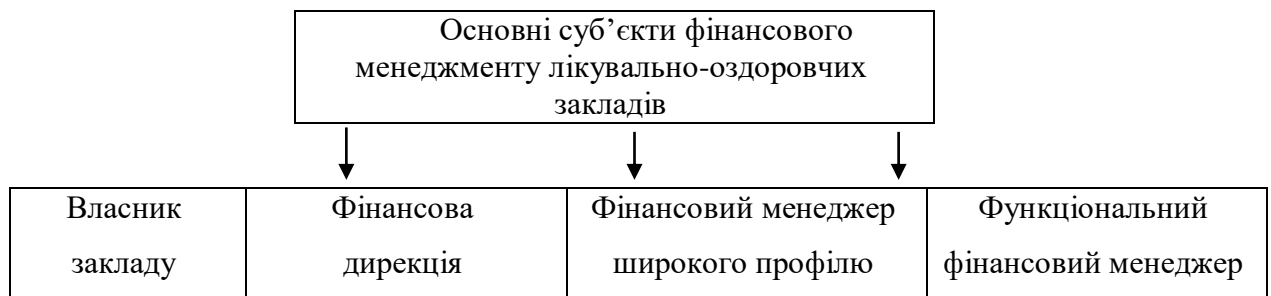 Основні суб’єкти фінансового
менеджменту лікувально-оздоровчих
закладів
Власник
закладу
Фінансова
дирекція
Фінансовий менеджер
широкого профілю
Функціональний
фінансовий менеджер